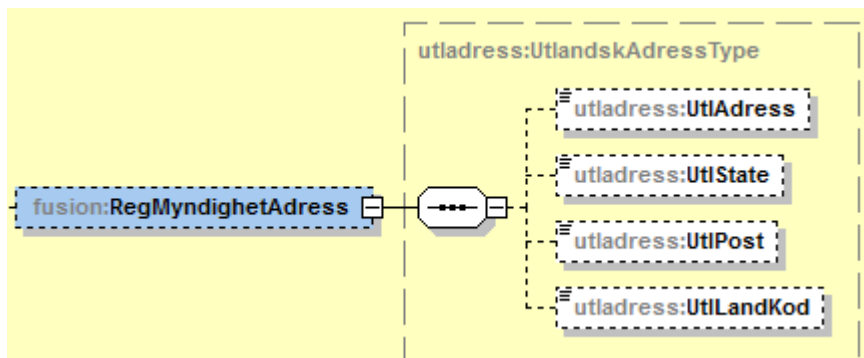 utladress:UtlandskAdressType
utladress:UtlAdress
utladress:UtlState
fusion:RegMyndighetAdress
utladress:UtlPost
utladress:UtlLandKod